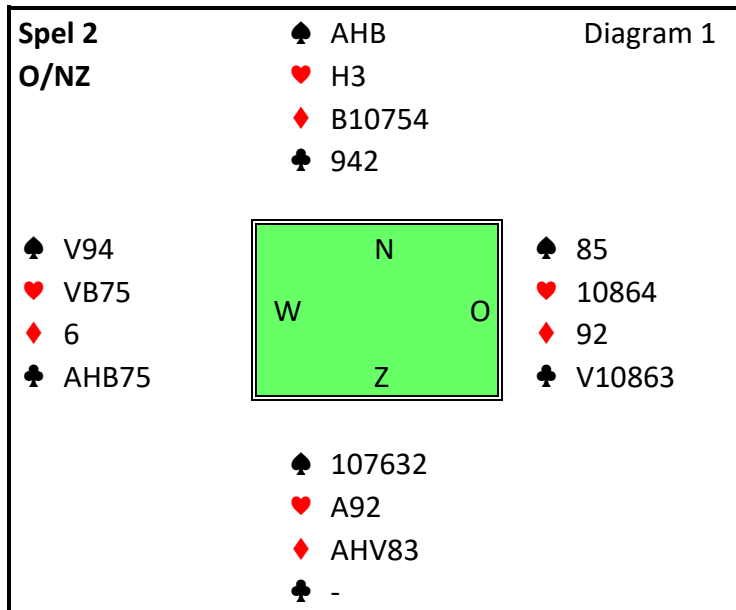 Spel 2 ♠ AHB Diagram 1
O/NZ ♥ H3
♦ B10754
♣ 942
♠ V94 N ♠ 85
♥ VB75 W O ♥ 10864
♦ 6 ♦ 92
♣ AHB75 Z ♣ V10863
♠ 107632
♥ A92
♦ AHV83
♣ -